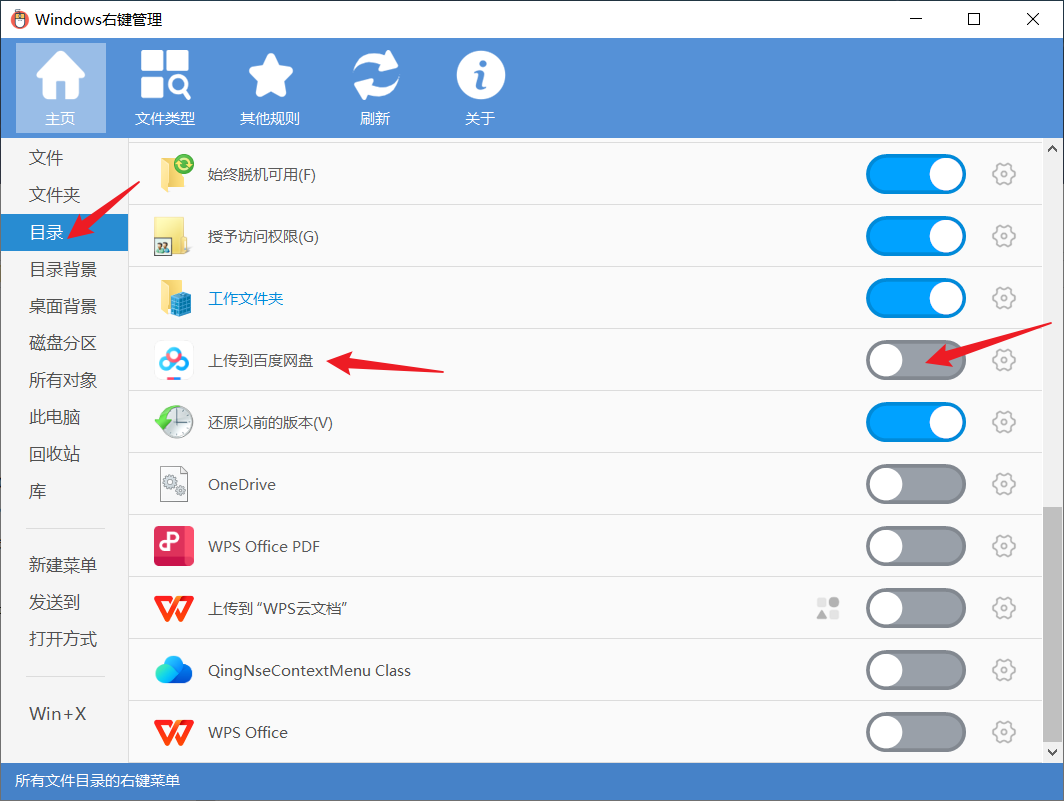 Windows右键管理
主页
文件类型
其他规则
刷新
关于
文件
文件夹
目录
目录背景
桌面背景
磁盘分区
所有对象
此电脑
回收站
库
新建菜单
发送到
打开方式
Win+X
始终脱机可用(F)
授予访问权限(G)
工作文件夹
上传到百度网盘
还原以前的版本(V)
OneDrive
WPS Office PDF
上传到 “WPS云文档”
QingNseContextMenu Class
WPS Office
所有文件目录的右键菜单